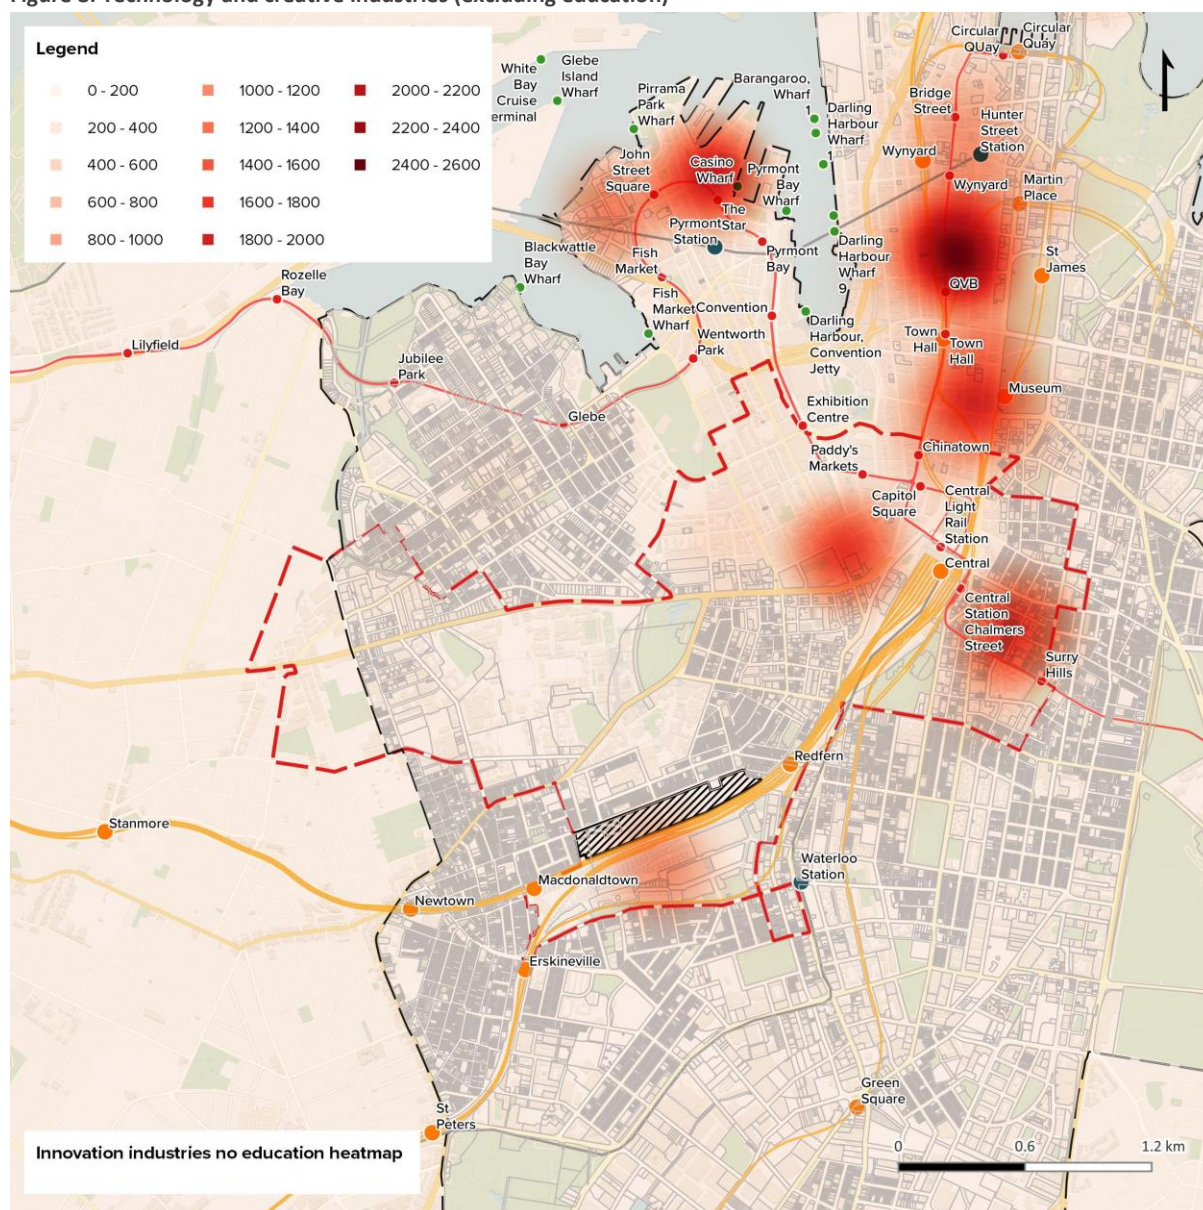 Figure 8: Technology and creative industries (excluding education)
Legend
0 - 200
200 - 400
400 - 600
600 - 800
800 - 1000
1000 - 1200
1200 - 1400
1400 - 1600
1600 - 1800
1800 - 2000
2000 - 2200
2200 - 2400
2400 - 2600
White
Bay
Cruise
erminal
Glebe
Island
Wharf
Pirrama
Park
Wharf
Barangaroo,
Wharf
1
Darling
Harbour
Wharf
1
Circular
QUay
Circular
Quay
Bridge
Street
Hunter
Street
Station
Wynyard
Wynyard
Martin
Place
John
Street
Square
Casino
Wharf
Pyrmont
Bay
Wharf
The
Star
Pyrmont
Station
Pyrmont
Bay
Darling
Harbour
Wharf
9
St
James
Blackwattle
Bay
Wharf
Fish
Market
Rozelle
Bay
QVB
Fish
Market
Wharf
Convention
Wentworth
Park
Darling
Harbour,
Convention
Jetty
Town
Hall
Town
Hall
Lilyfield
Jubilee
Park
Museum
Glebe
Exhibition
Centre
Paddy's
Markets
Chinatown
Capitol
Square
Central
Light
Rail
Station
Central
Central
Station
Chalmers
Street
Surry
Hills
Redfern
Stanmore
Macdonaldtown
Waterloo
Station
Newtown
Erskineville
Green
Square
St
Peters
Innovation industries no education heatmap
0
0.6
1.2 km